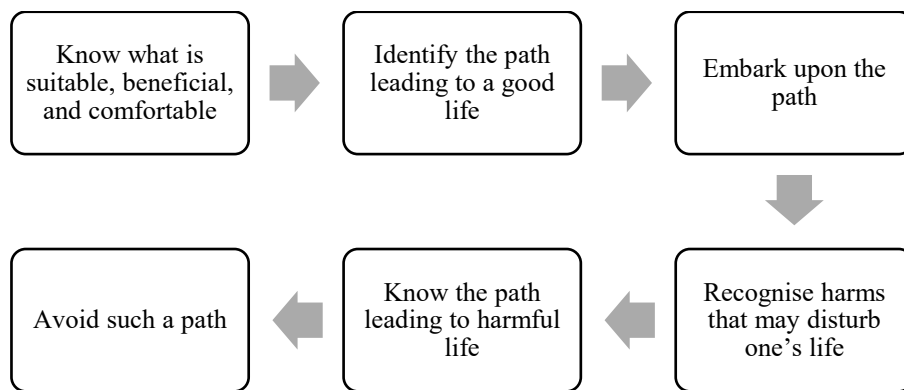 Know what is
suitable, beneficial,
and comfortable
Identify the path
leading to a good
life
Embark upon the
path
Recognise harms
that may disturb
one's life
Know the path
leading to harmful
life
Avoid such a path